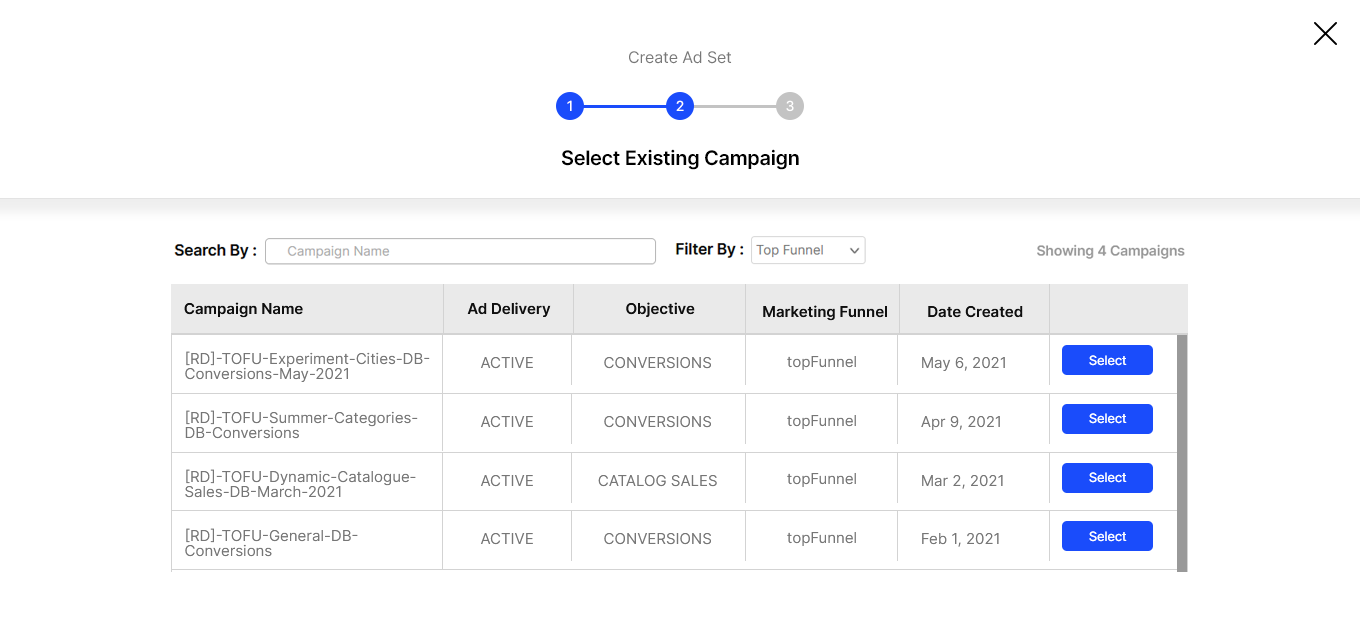 Create Ad Set
1 2 3
Select Existing Campaign
Search By : Campaign Name Filter By : Top Funnel Showing 4 Campaigns
Campaign Name Ad Delivery Objective Marketing Funnel Date Created
[RD]-TOFU-Experiment-Cities-DB-
Conversions-May-2021 ACTIVE CONVERSIONS topFunnel May 6, 2021 Select
[RD]-TOFU-Summer-Categories-
DB-Conversions ACTIVE CONVERSIONS topFunnel Apr 9, 2021 Select
[RD]-TOFU-Dynamic-Catalogue-
Sales-DB-March-2021 ACTIVE CATALOG SALES topFunnel Mar 2, 2021 Select
[RD]-TOFU-General-DB-
Conversions ACTIVE CONVERSIONS topFunnel Feb 1, 2021 Select